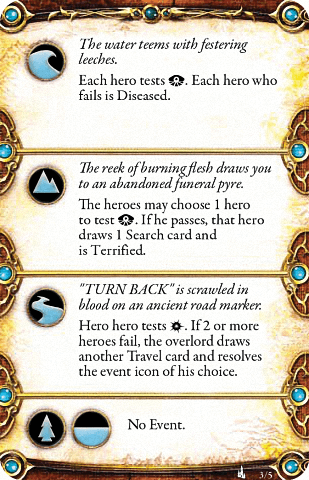 The water teems with festering
leeches.
Each hero tests . Each hero who
fails is Diseased.
The reek of burning flesh draws you
to an abandoned funeral pyre.
The heroes may choose 1 hero
to test . If he passes, that hero
draws 1 Search card and
is Terrified.
"TURN BACK" is scrawled in
blood on an ancient road marker.
Hero hero tests . If 2 or more
heroes fail, the overlord draws
another Travel card and resolves
the event icon of his choice.
No Event.
3/5